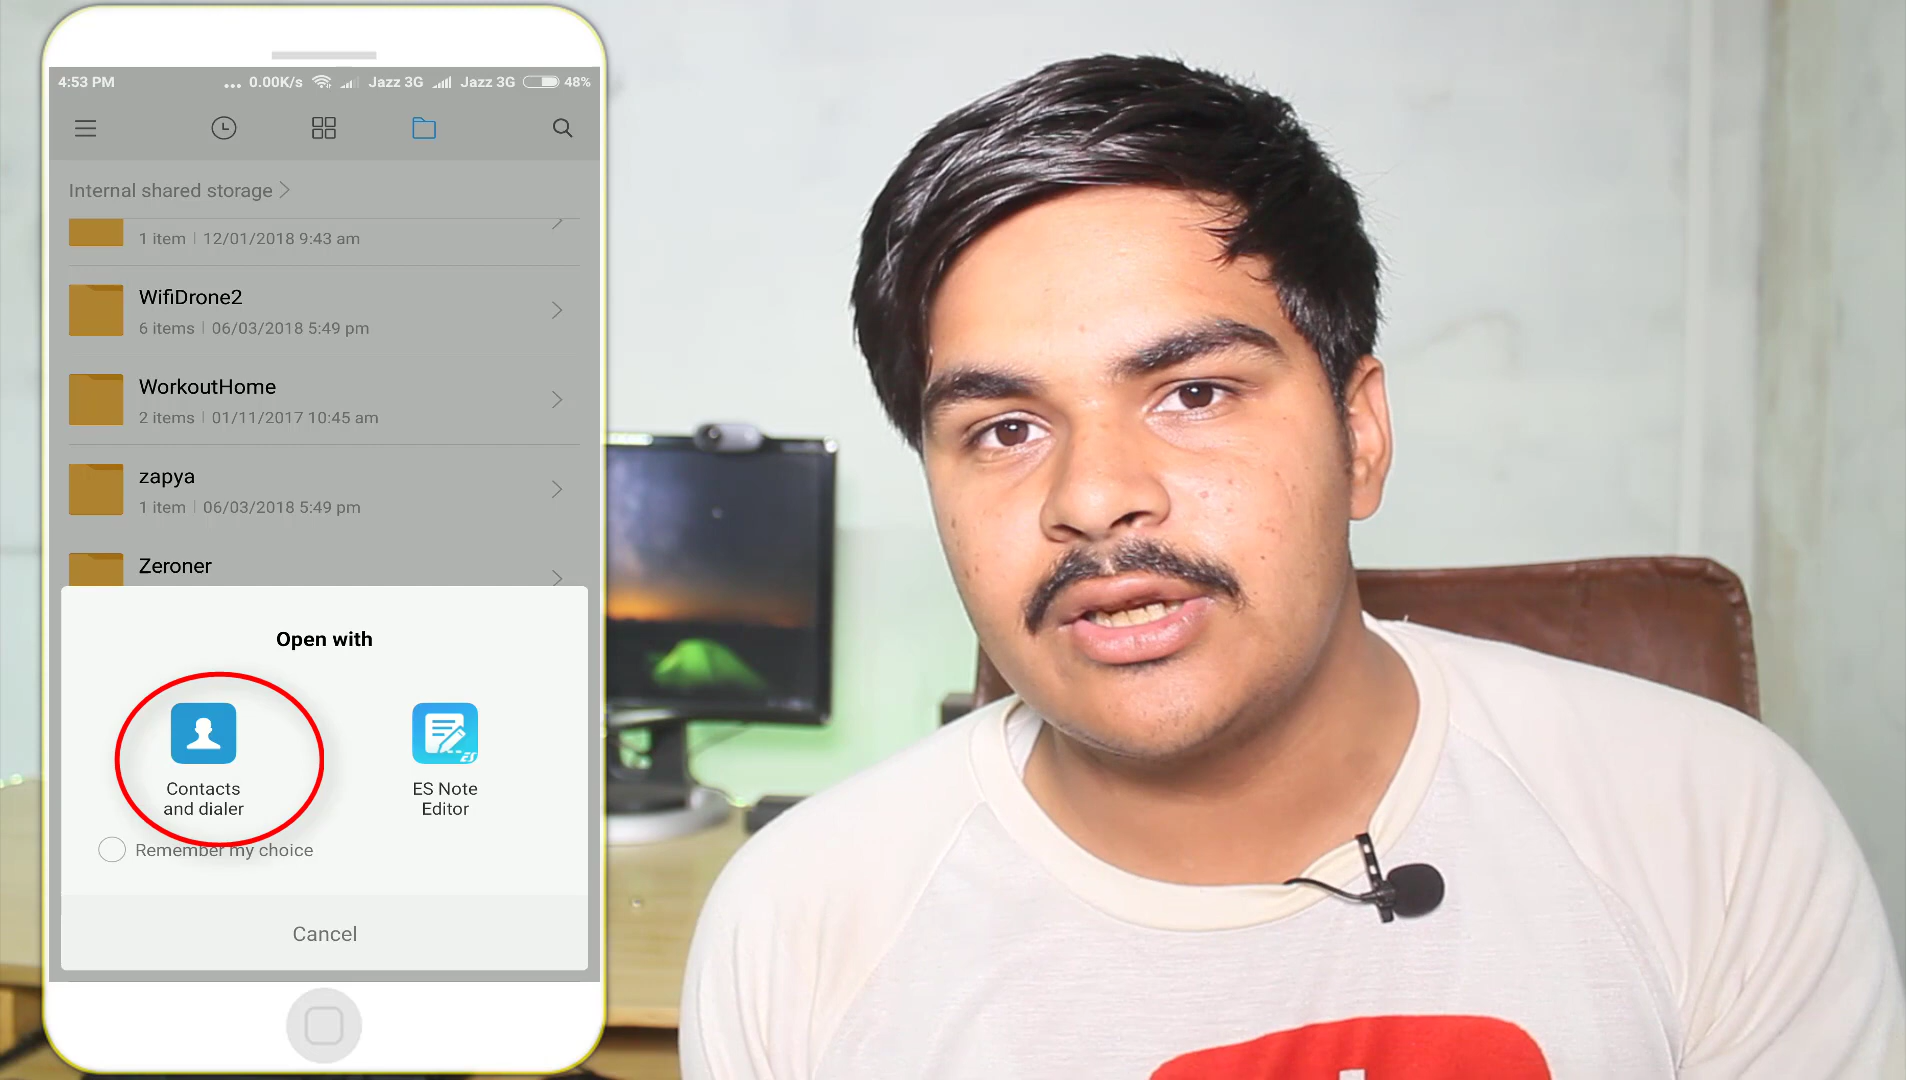 4:53 PM ... 0.00K/s Jazz 3G Jazz 3G 48%
Internal shared storage
1 item | 12/01/2018 9:43 am
WifiDrone2
6 items | 06/03/2018 5:49 pm
WorkoutHome
2 items | 01/11/2017 10:45 am
zapya
1 item | 06/03/2018 5:49 pm
Zeroner
Open with
Contacts
and dialer
ES Note
Editor
ES
Remember my choice
Cancel